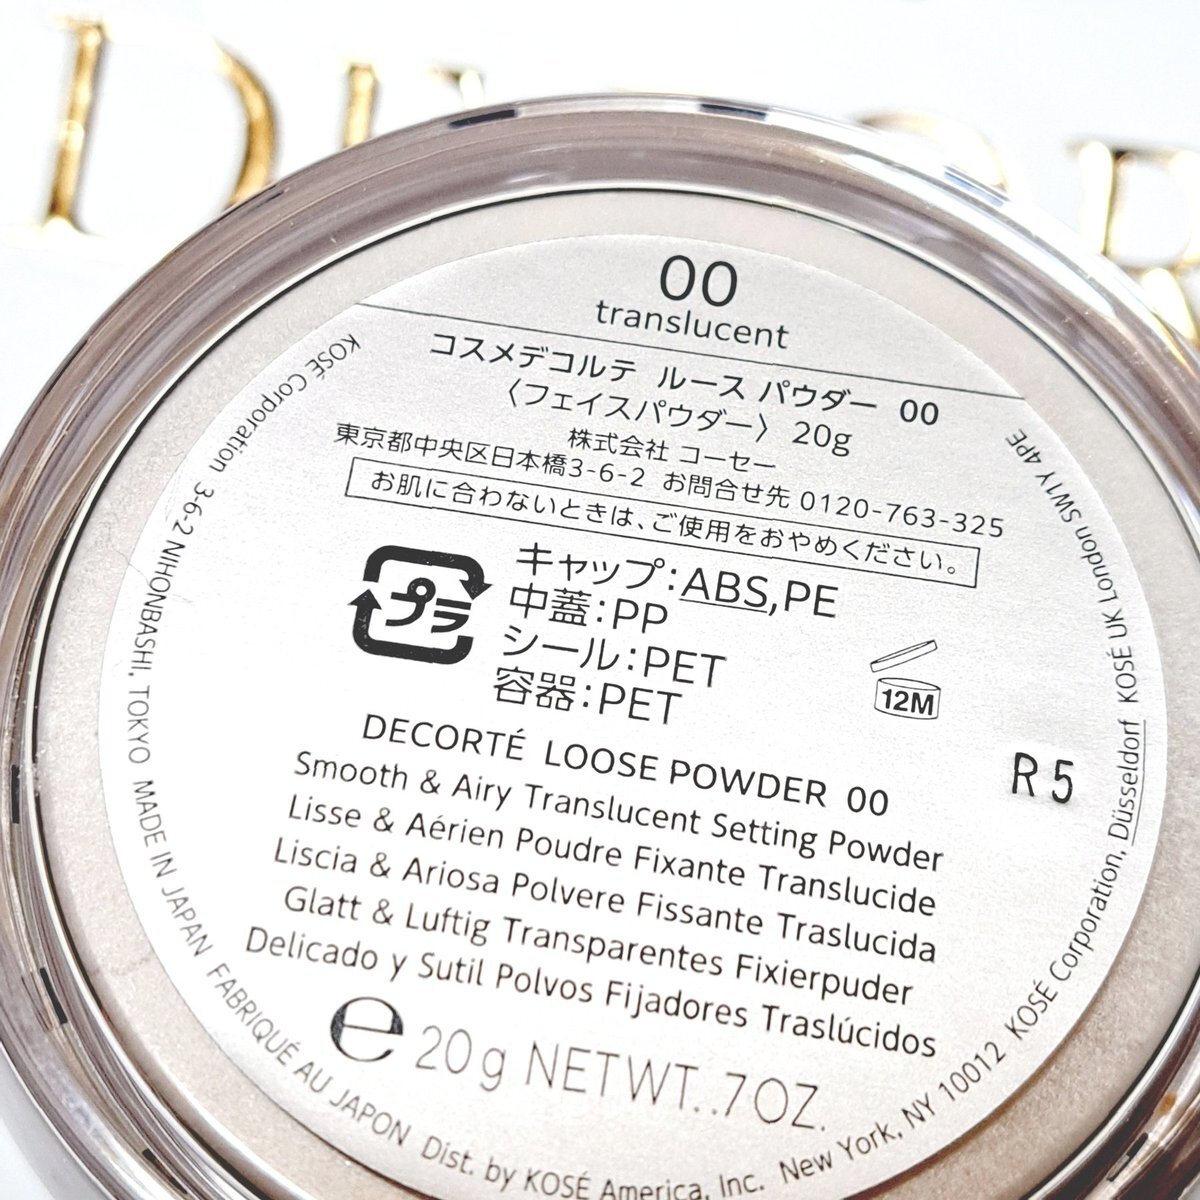 DIOR
00
translucent
コスメデコルテ ルース パウダー 00
〈フェイスパウダー〉 20g
株式会社 コーセー
東京都中央区日本橋3-6-2 お問合せ先 0120-763-325
お肌に合わないときは、ご使用をおやめください。
プラ
キャップ:ABS,PE
中蓋:PP
シール:PET
容器:PET
12M
R5
DECORTÉ LOOSE POWDER 00
Smooth & Airy Translucent Setting Powder
Lisse & Aérien Poudre Fixante Translucide
Liscia & Ariosa Polvere Fissante Traslucida
Glatt & Luftig Transparentes Fixierpuder
Delicado y Sutil Polvos Fijadores Traslúcidos
e 20g NET WT. .7 OZ.
KOSÉ Corporation 3-6-2 NIHONBASHI, TOKYO MADE IN JAPAN FABRIQUÉ AU JAPON Dist. by KOSÉ America, Inc. New York, NY 10012 KOSÉ Corporation, Düsseldorf KOSÉ UK London SW1Y 4PE